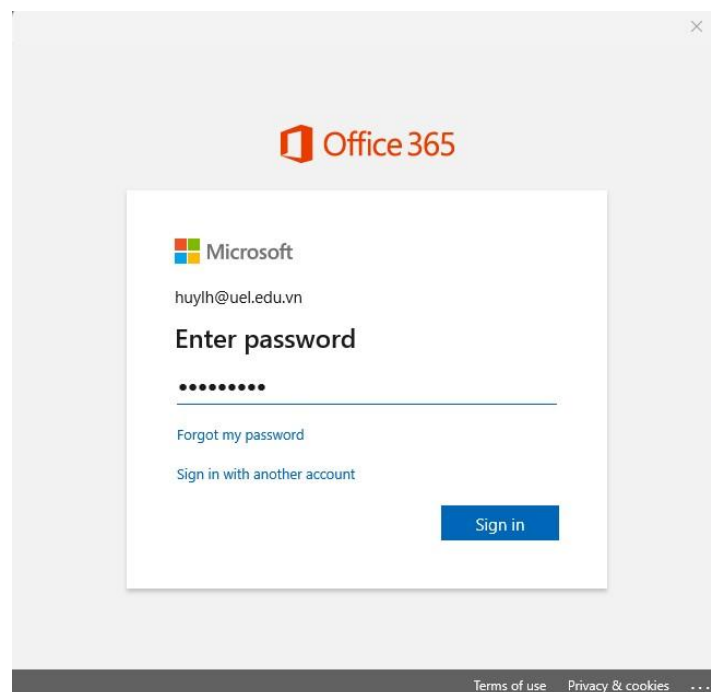 Office 365
Microsoft
huylh@uel.edu.vn
Enter password
•••••••••
Forgot my password
Sign in with another account
Sign in
Terms of use Privacy & cookies ...